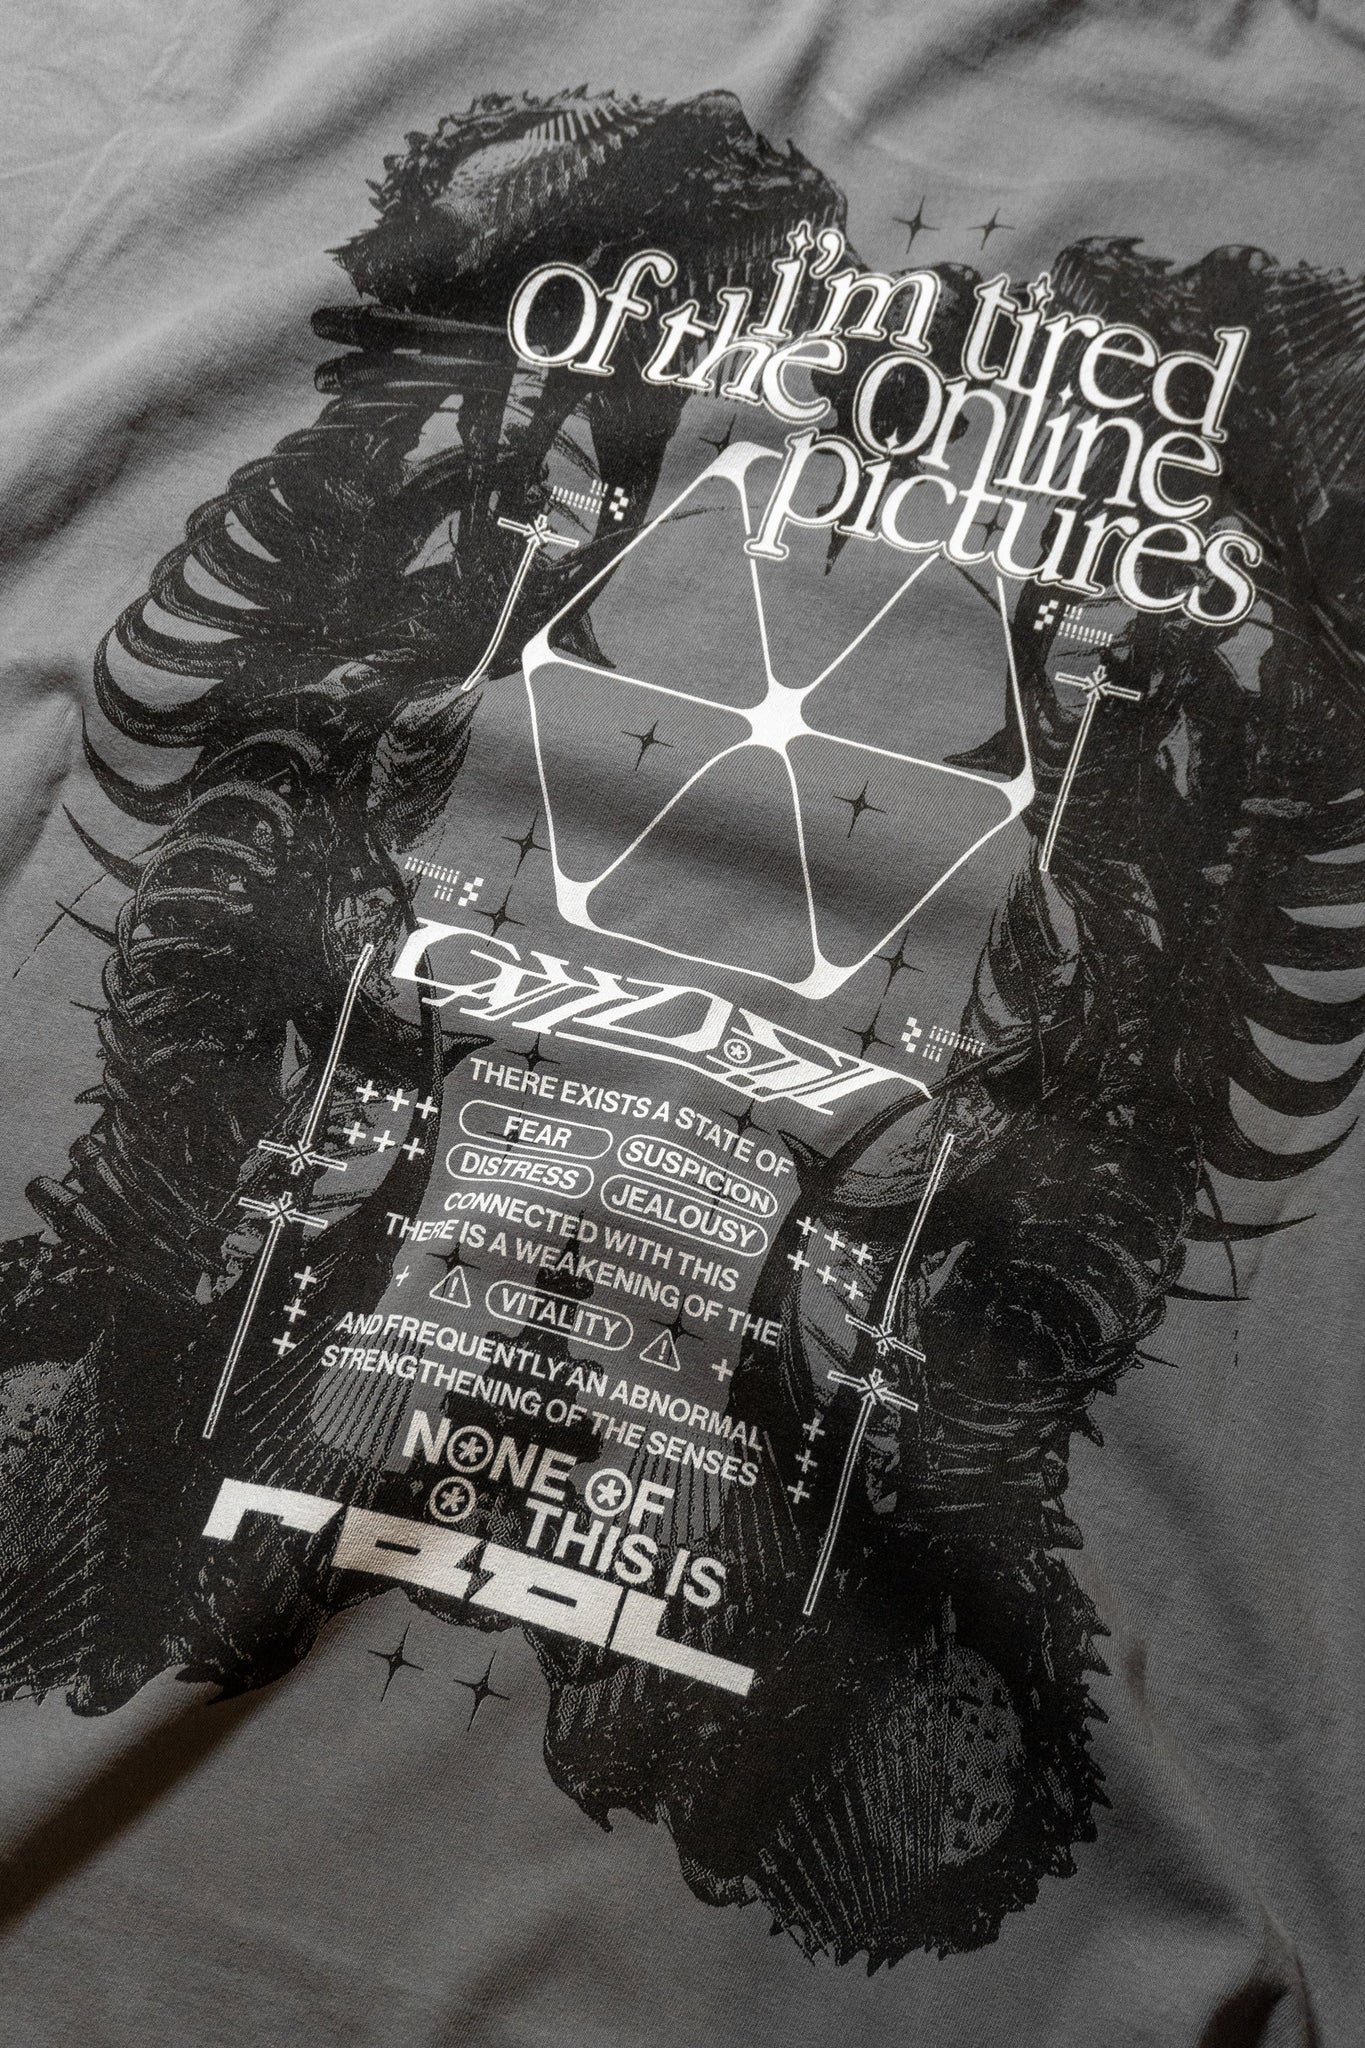 i'm tired
Of the Online
pictures
THERE EXISTS A STATE OF
FEAR SUSPICION
DISTRESS JEALOUSY
CONNECTED WITH THIS
THERE IS A WEAKENING OF THE
VITALITY
AND FREQUENTLY AN ABNORMAL
STRENGTHENING OF THE SENSES
NONE OF
THIS IS
reaL